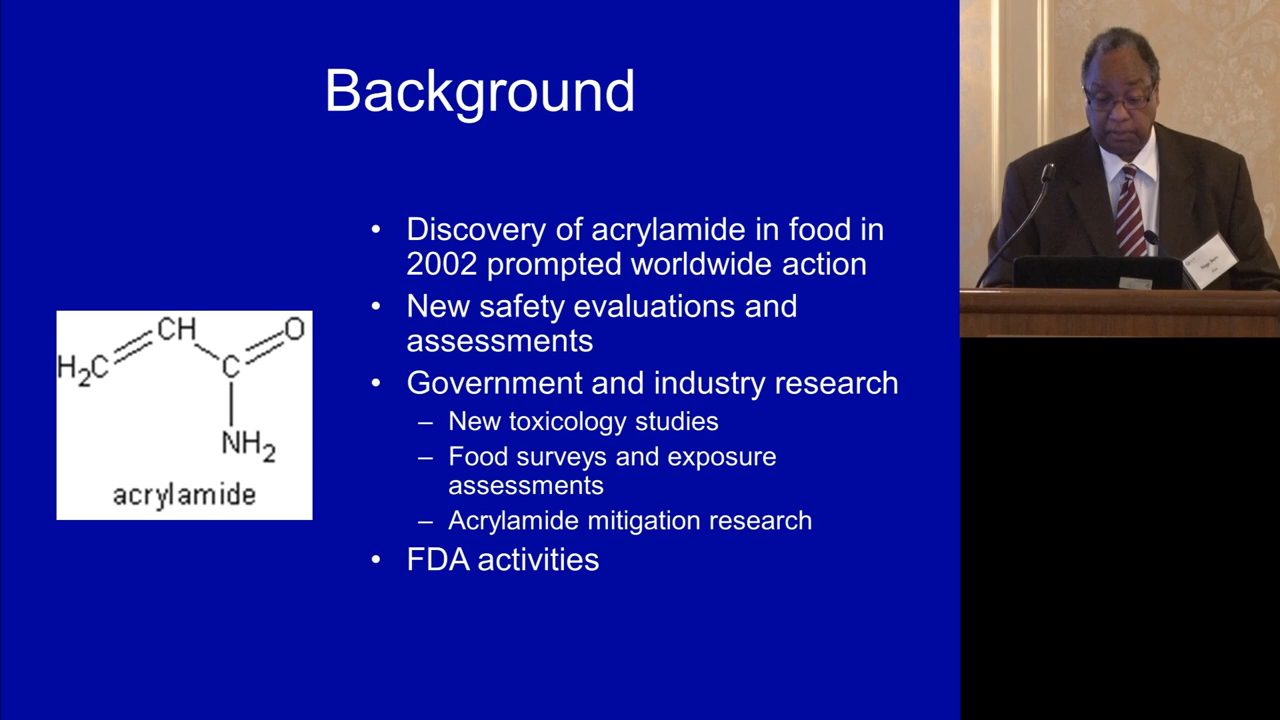 Background
• Discovery of acrylamide in food in
2002 prompted worldwide action
• New safety evaluations and
assessments
• Government and industry research
– New toxicology studies
– Food surveys and exposure
assessments
– Acrylamide mitigation research
• FDA activities
H₂C CH C O
NH₂
acrylamide